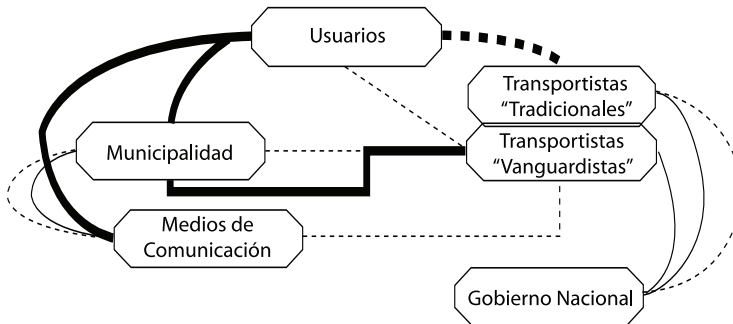 Usuarios
Transportistas
“Tradicionales”
Municipalidad
Transportistas
“Vanguardistas”
Medios de
Comunicación
Gobierno Nacional